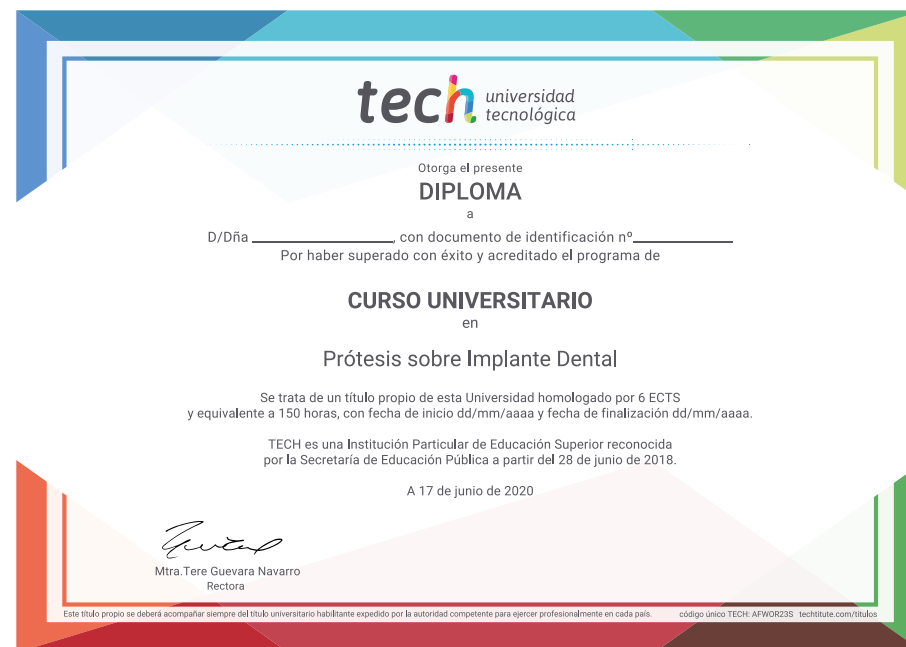 tech universidad
tecnológica
Otorga el presente
DIPLOMA
a
D/Dña ____________________, con documento de identificación nº______________
Por haber superado con éxito y acreditado el programa de
CURSO UNIVERSITARIO
en
Prótesis sobre Implante Dental
Se trata de un título propio de esta Universidad homologado por 6 ECTS
y equivalente a 150 horas, con fecha de inicio dd/mm/aaaa y fecha de finalización dd/mm/aaaa.
TECH es una Institución Particular de Educación Superior reconocida
por la Secretaría de Educación Pública a partir del 28 de junio de 2018.
A 17 de junio de 2020
Mtra.Tere Guevara Navarro
Rectora
Este título propio se deberá acompañar siempre del título universitario habilitante expedido por la autoridad competente para ejercer profesionalmente en cada país. código único TECH: AFWOR23S techtitute.com/títulos